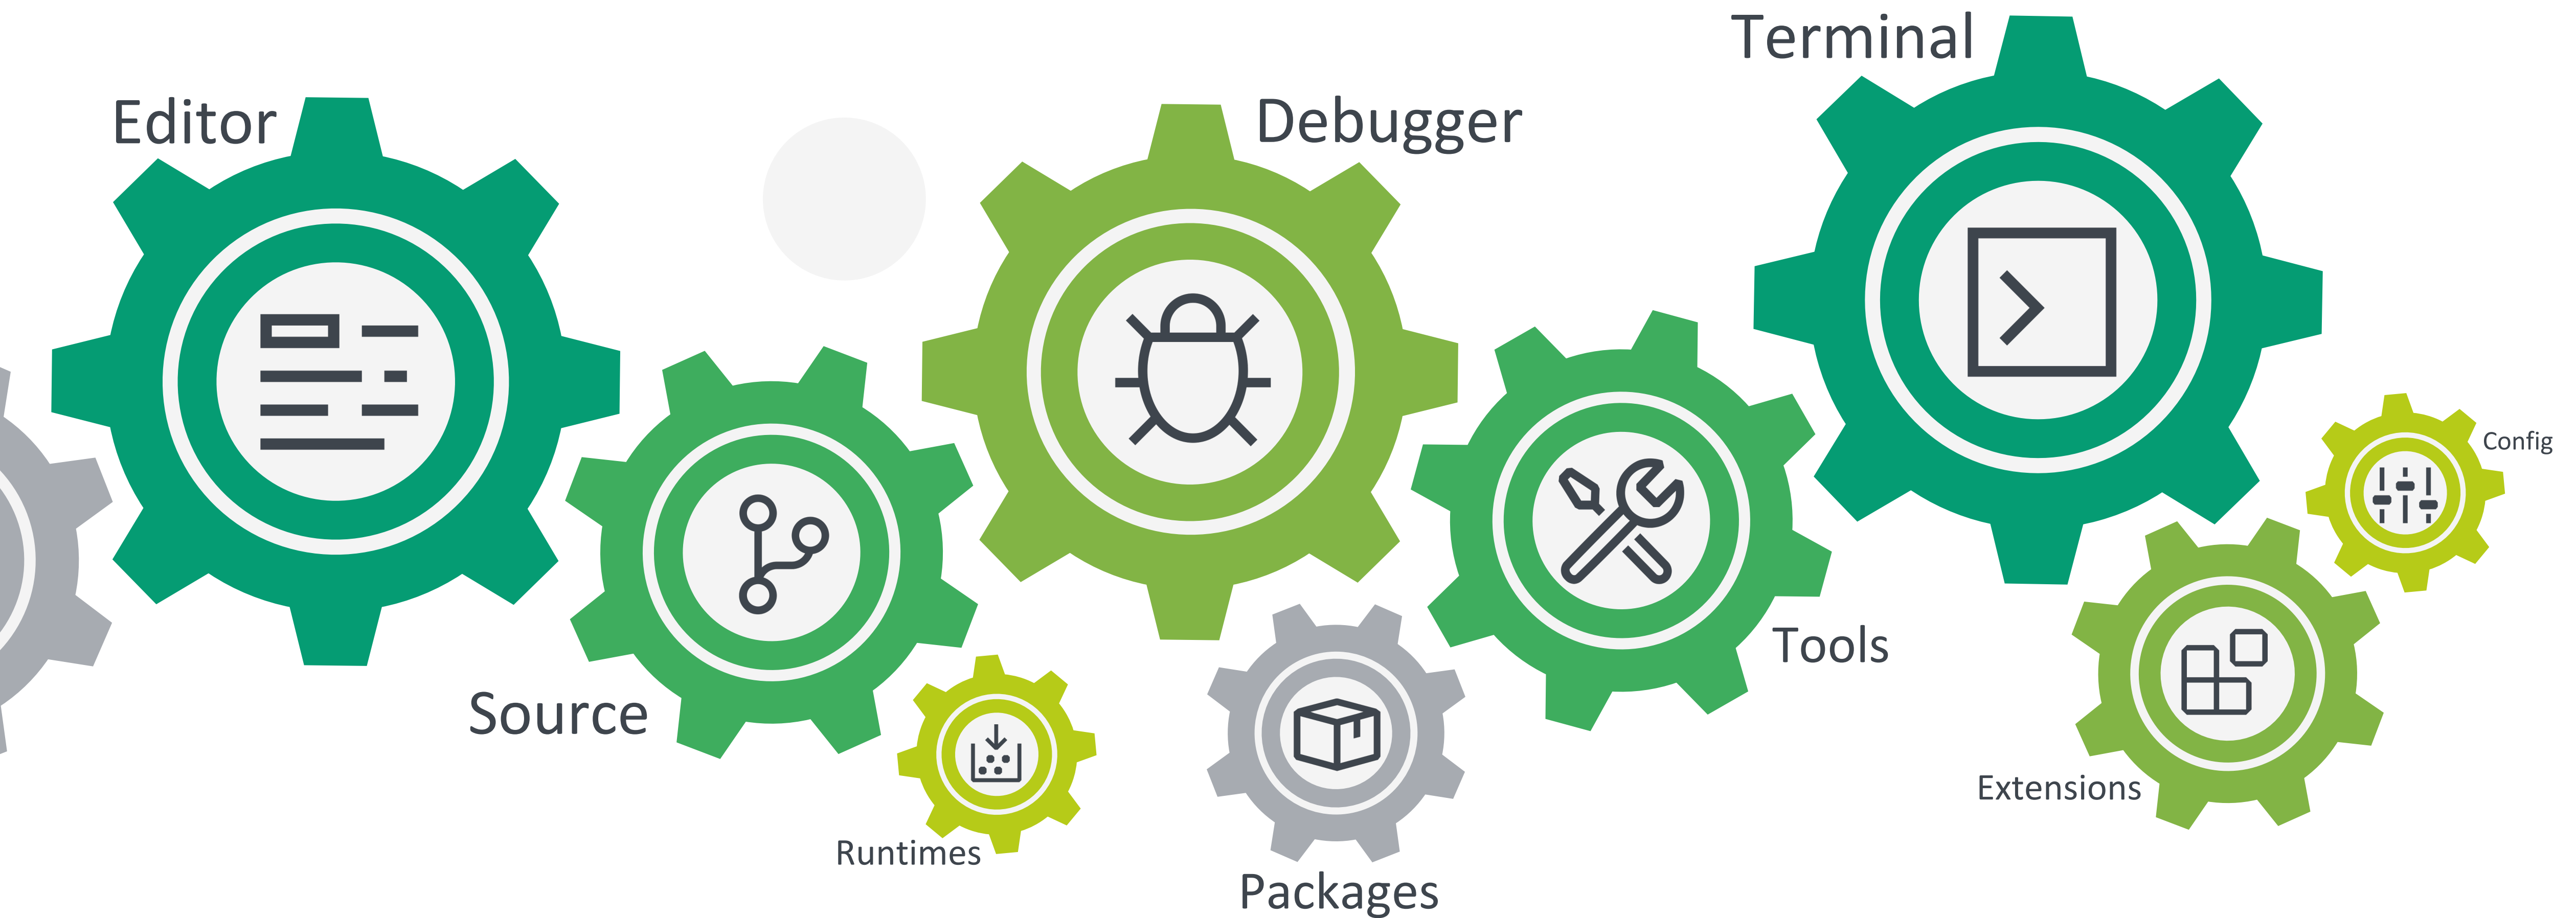 Terminal
Editor
Debugger
Config
Tools
Source
Extensions
Runtimes
Packages